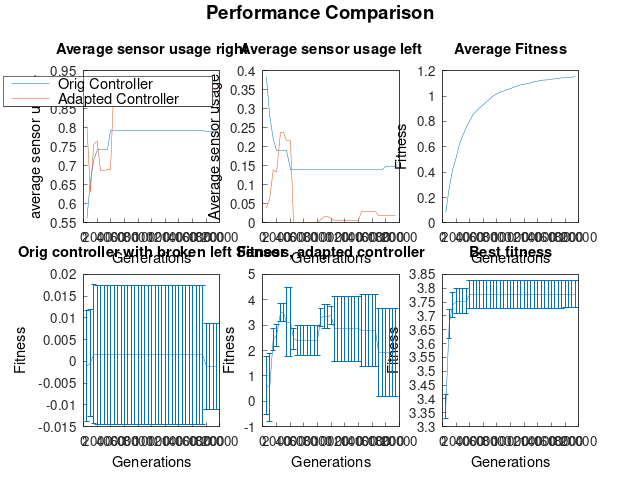 Performance Comparison
Average sensor usage right
Average sensor usage left
Average Fitness
Orig Controller
Adapted Controller
0.95
0.8
0.75
0.7
0.65
0.6
0.55
average sensor
0.4
0.35
0.3
0.25
0.2
0.15
0.1
0.05
0
Average sensor usage
1.2
1
0.8
0.6
0.4
0.2
0
Fitness
Generations
Generations
Generations
Orig controller with broken left
Fitness, adapted controller
Best fitness
0.02
0.015
0.01
0.005
0
-0.005
-0.01
-0.015
Fitness
5
4
3
2
1
0
-1
Fitness
3.85
3.8
3.75
3.7
3.65
3.6
3.55
3.5
3.45
3.4
3.35
3.3
Fitness
Generations
Generations
Generations